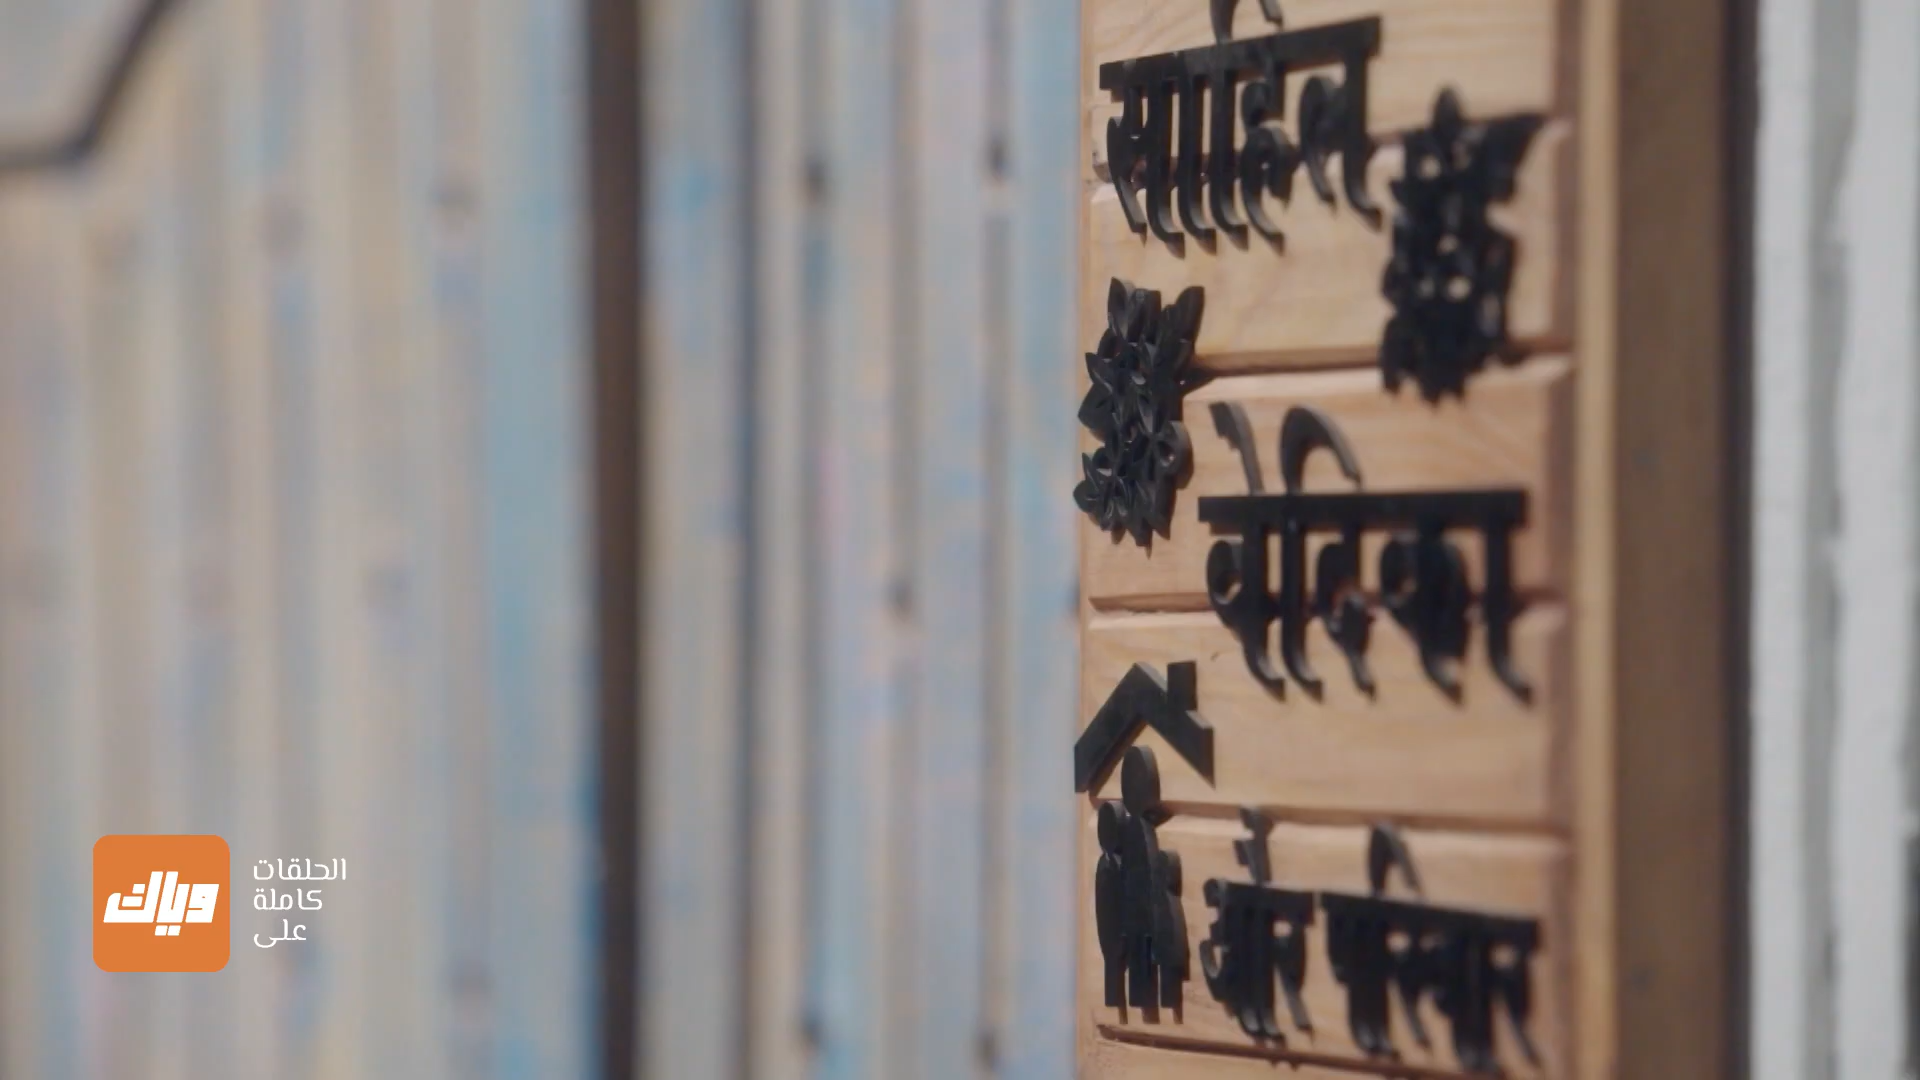 साहिल
वेदिका
और परिवार
وياك
الحلقات
كاملة
على